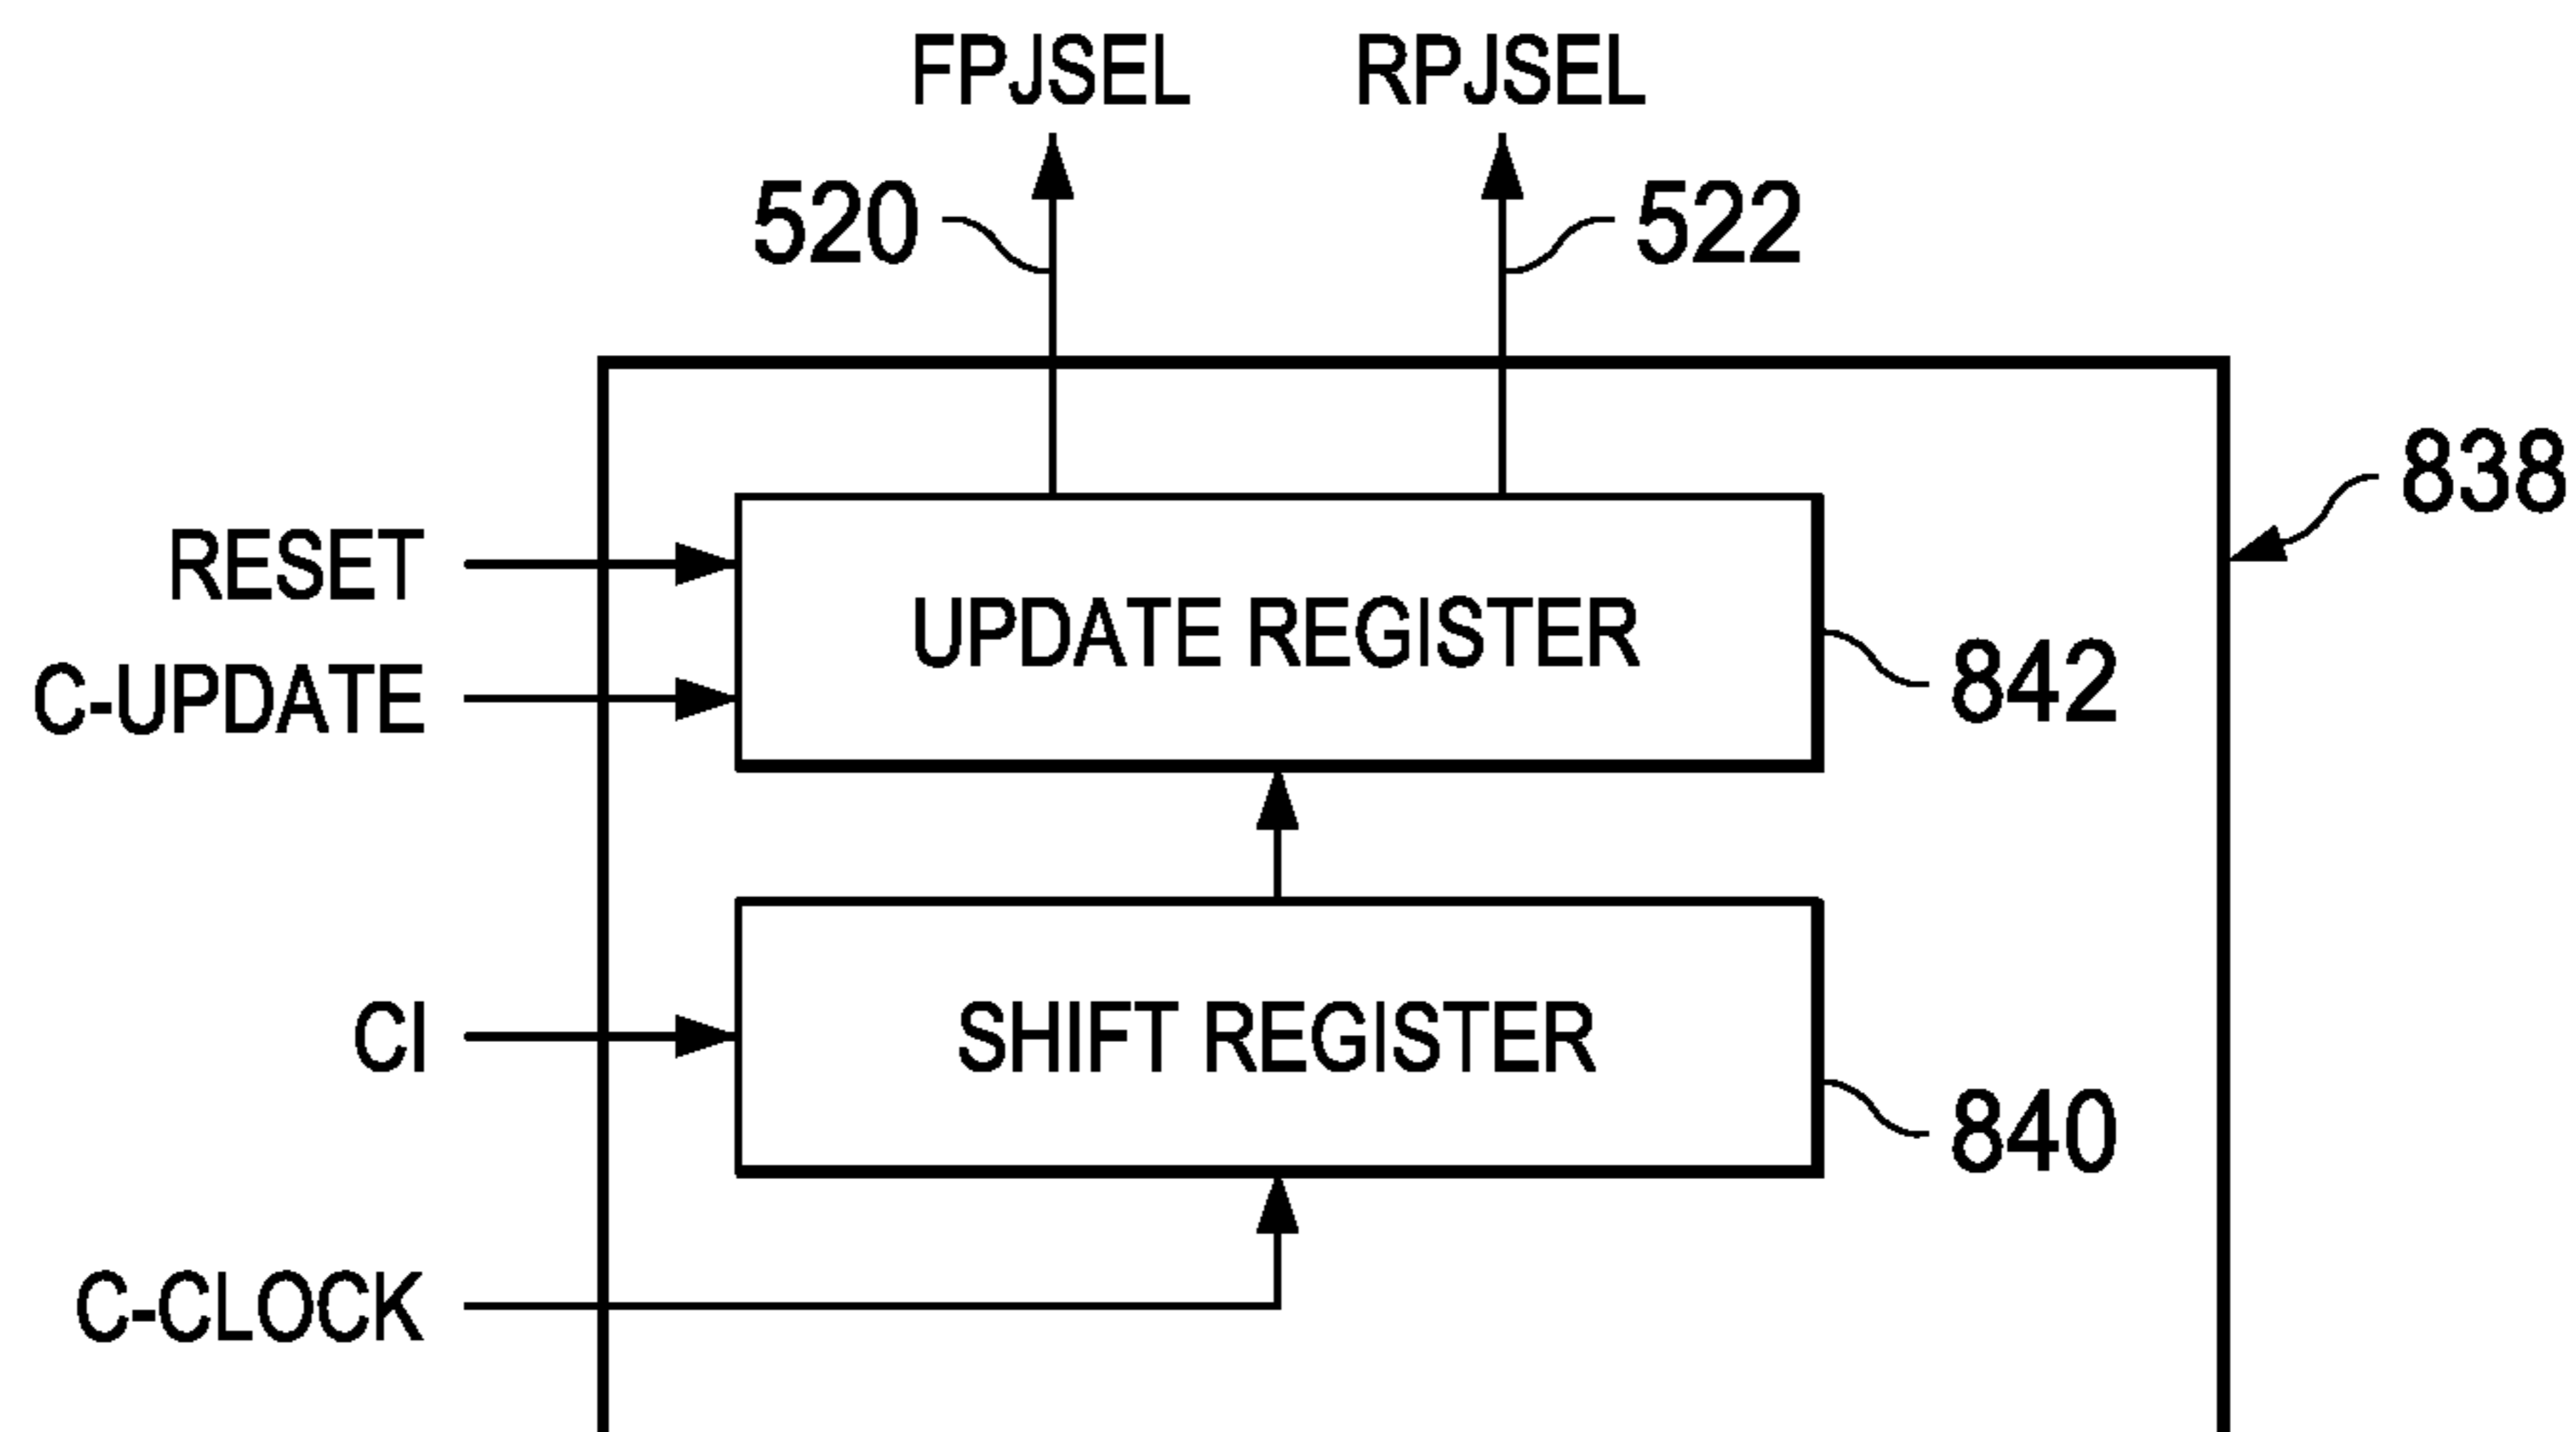 FPJSEL RPJSEL
520 522
838
RESET
UPDATE REGISTER
C-UPDATE
842
CI
SHIFT REGISTER
840
C-CLOCK